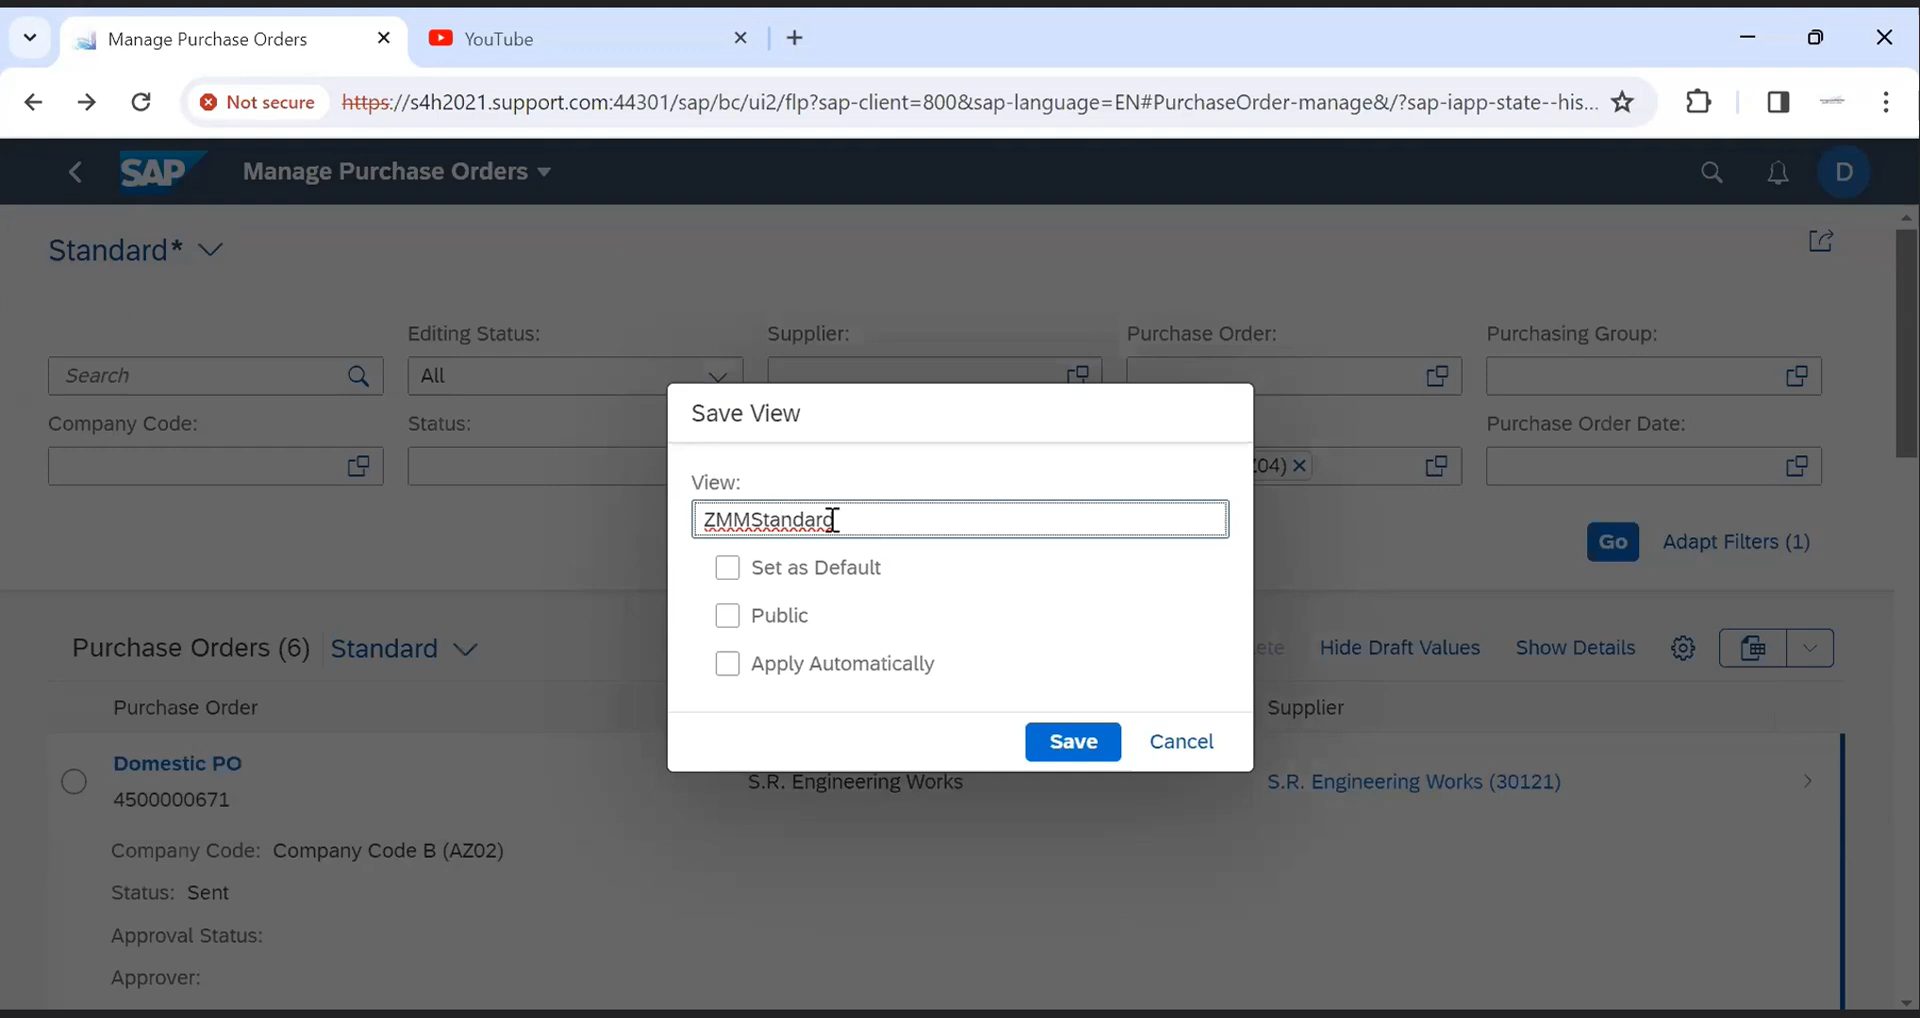 Manage Purchase Orders
YouTube
Not secure
https://s4h2021.support.com:44301/sap/bc/ui2/flp?sap-client=800&sap-language=EN#PurchaseOrder-manage&/?sap-iapp-state--his...
SAP
Manage Purchase Orders
D
Standard*
Editing Status:
Supplier:
Purchase Order:
Purchasing Group:
Search
All
Company Code:
Status:
Purchase Order Date:
Z04)
Save View
View:
ZMMStandard
Set as Default
Public
Apply Automatically
Save
Cancel
Go
Adapt Filters (1)
Purchase Orders (6)
Standard
ete
Hide Draft Values
Show Details
Purchase Order
Supplier
Domestic PO
4500000671
S.R. Engineering Works
S.R. Engineering Works (30121)
Company Code: Company Code B (AZ02)
Status: Sent
Approval Status:
Approver: